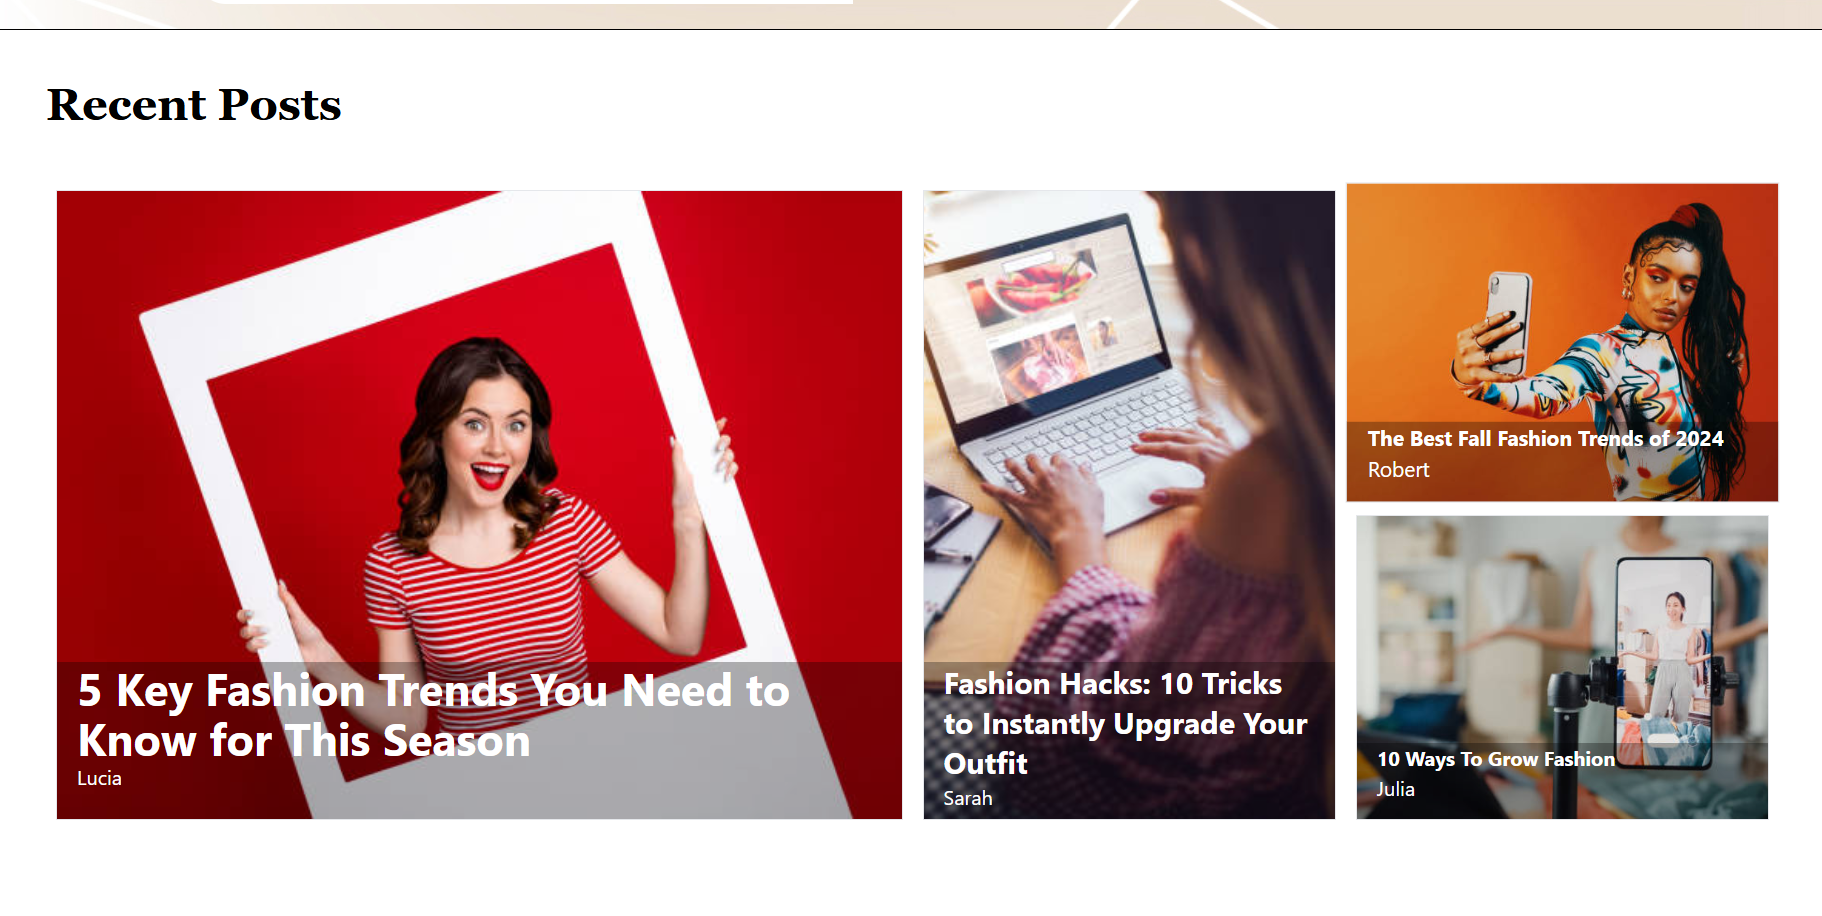 Recent Posts
5 Key Fashion Trends You Need to
Know for This Season
Lucia
Fashion Hacks: 10 Tricks
to Instantly Upgrade Your
Outfit
Sarah
The Best Fall Fashion Trends of 2024
Robert
10 Ways To Grow Fashion
Julia